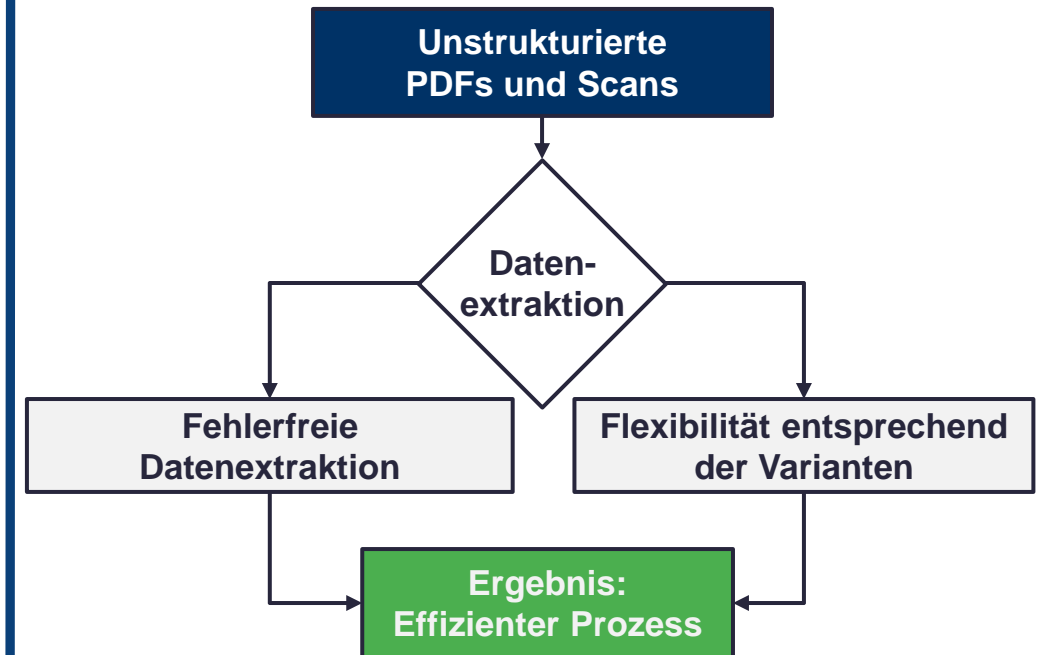 Unstrukturierte
PDFs und Scans
Daten-
extraktion
Fehlerfreie
Datenextraktion
Flexibilität entsprechend
der Varianten
Ergebnis:
Effizienter Prozess